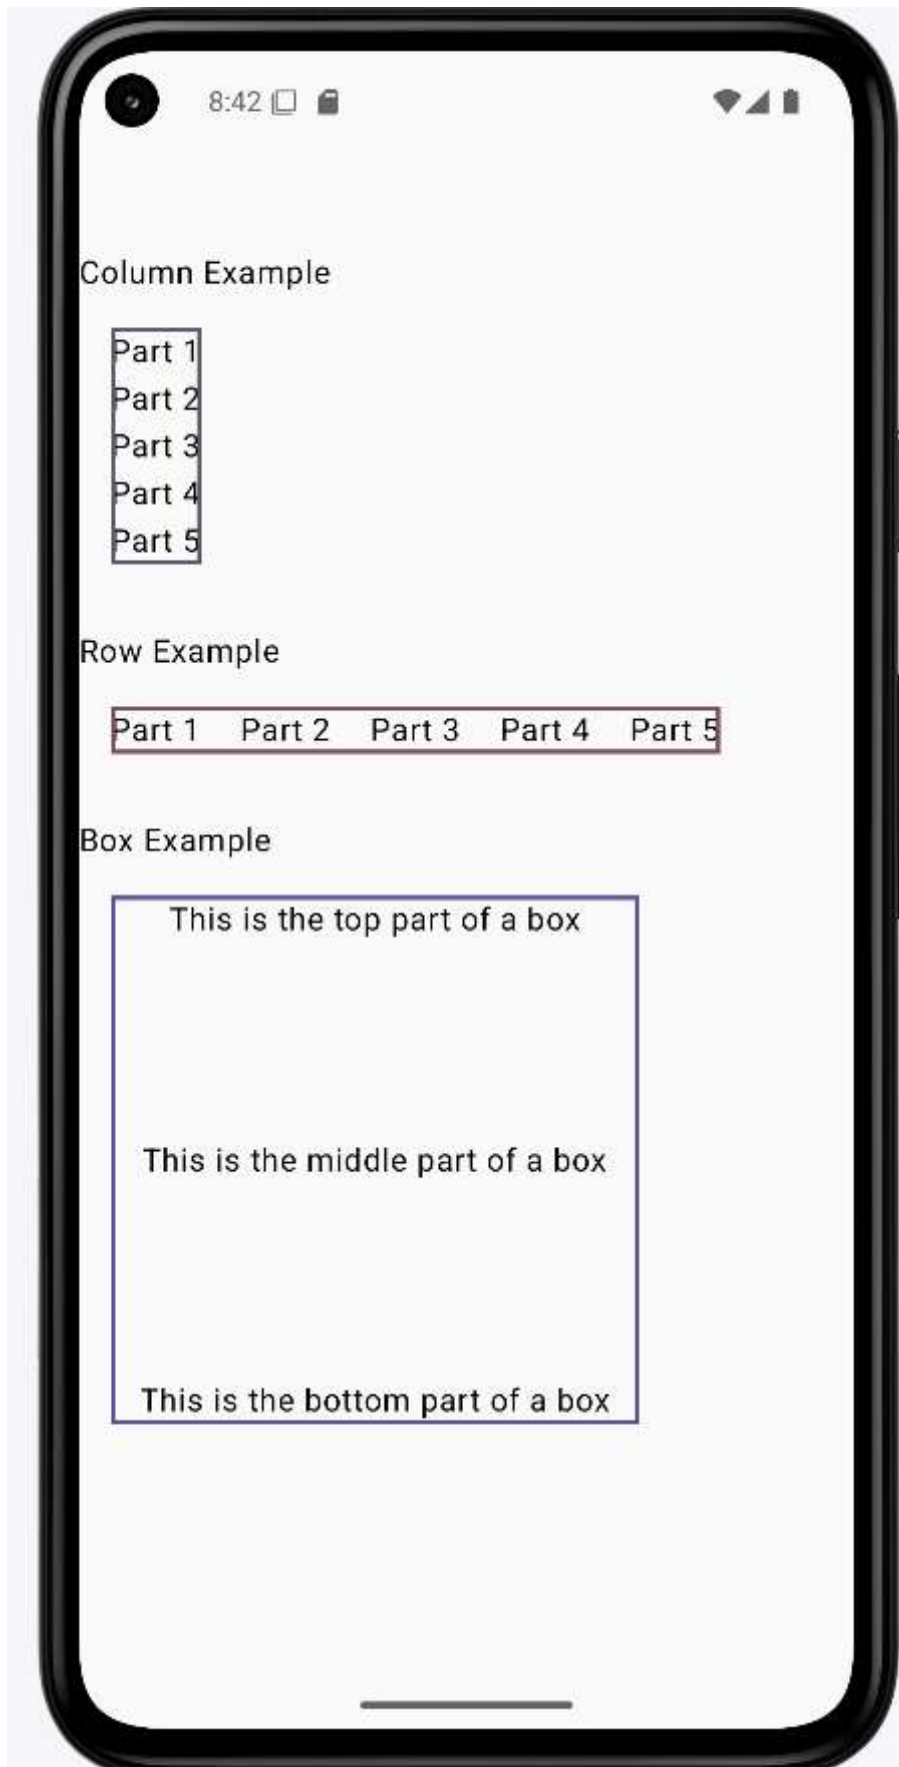 8:42
Column Example
Part 1
Part 2
Part 3
Part 4
Part 5
Row Example
Part 1 Part 2 Part 3 Part 4 Part 5
Box Example
This is the top part of a box
This is the middle part of a box
This is the bottom part of a box